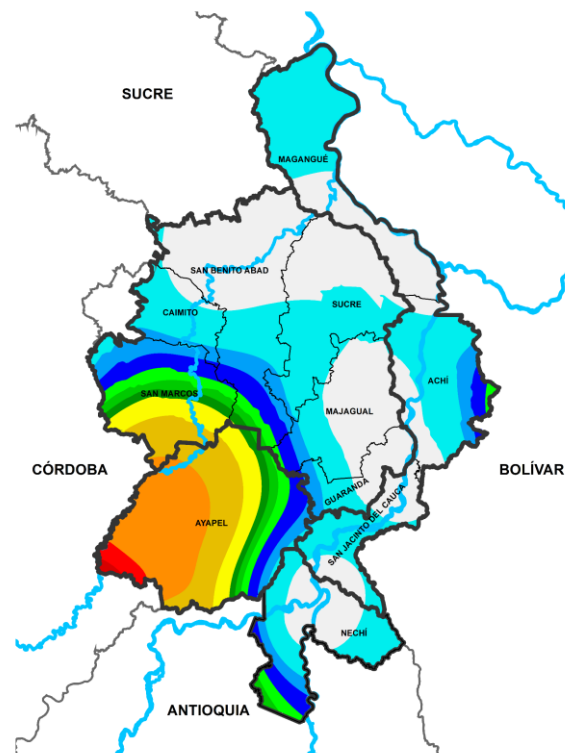 SUCRE
MAGANGUÉ
SAN BENITO ABAD
SUCRE
CAIMITO
ACHÍ
SAN MARCOS
MAJAGUAL
CÓRDOBA
BOLÍVAR
GUARANDA
SAN JACINTO DEL CAUCA
AYAPEL
NECHÍ
ANTIOQUIA